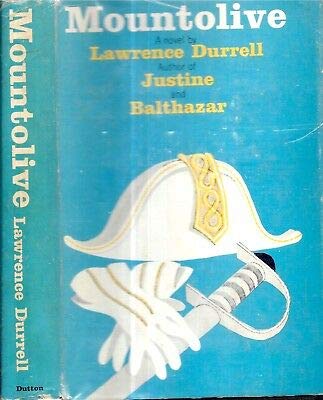 Mountolive
A novel by
Lawrence Durrell
Author of
Justine
and
Balthazar
Mountolive Lawrence Durrell
Dutton